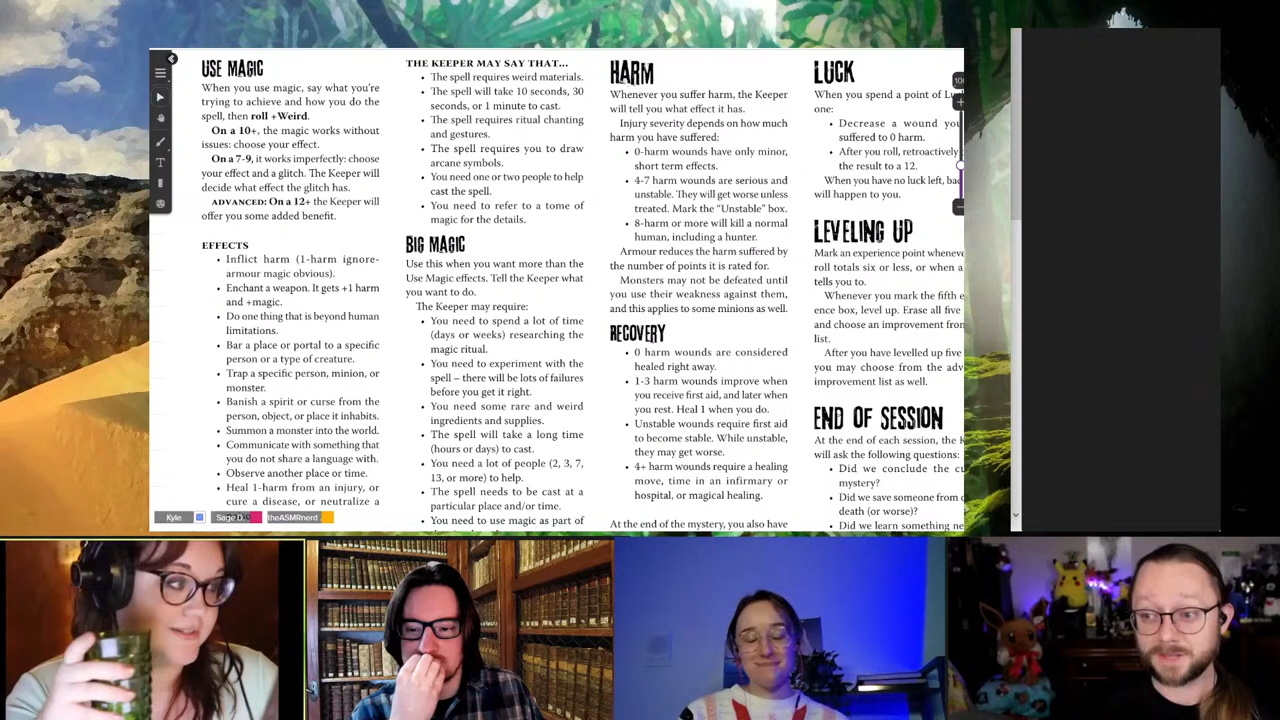 USE MAGIC
When you use magic, say what you're
trying to achieve and how you do the
spell, then roll +Weird.
On a 10+, the magic works without
issues: choose your effect.
On a 7-9, it works imperfectly: choose
your effect and a glitch. The Keeper will
decide what effect the glitch has.
ADVANCED: On a 12+ the Keeper will
offer you some added benefit.
EFFECTS
• Inflict harm (1-harm ignore-
armour magic obvious).
• Enchant a weapon. It gets +1 harm
and +magic.
• Do one thing that is beyond human
limitations.
• Bar a place or portal to a specific
person or a type of creature.
• Trap a specific person, minion, or
monster.
• Banish a spirit or curse from the
person, object, or place it inhabits.
• Summon a monster into the world.
• Communicate with something that
you do not share a language with.
• Observe another place or time.
• Heal 1-harm from an injury, or
cure a disease, or neutralize a
THE KEEPER MAY SAY THAT...
• The spell requires weird materials.
• The spell will take 10 seconds, 30
seconds, or 1 minute to cast.
• The spell requires ritual chanting
and gestures.
• The spell requires you to draw
arcane symbols.
• You need one or two people to help
cast the spell.
• You need to refer to a tome of
magic for the details.
BIG MAGIC
Use this when you want more than the
Use Magic effects. Tell the Keeper what
you want to do.
The Keeper may require:
• You need to spend a lot of time
(days or weeks) researching the
magic ritual.
• You need to experiment with the
spell – there will be lots of failures
before you get it right.
• You need some rare and weird
ingredients and supplies.
• The spell will take a long time
(hours or days) to cast.
• You need a lot of people (2, 3, 7,
13, or more) to help.
• The spell needs to be cast at a
particular place and/or time.
• You need to use magic as part of
HARM
Whenever you suffer harm, the Keeper
will tell you what effect it has.
Injury severity depends on how much
harm you have suffered:
• 0-harm wounds have only minor,
short term effects.
• 4-7 harm wounds are serious and
unstable. They will get worse unless
treated. Mark the "Unstable" box.
• 8-harm or more will kill a normal
human, including a hunter.
Armour reduces the harm suffered by
the number of points it is rated for.
Monsters may not be defeated until
you use their weakness against them,
and this applies to some minions as well.
RECOVERY
• 0 harm wounds are considered
healed right away.
• 1-3 harm wounds improve when
you receive first aid, and later when
you rest. Heal 1 when you do.
• Unstable wounds require first aid
to become stable. While unstable,
they may get worse.
• 4+ harm wounds require a healing
move, time in an infirmary or
hospital, or magical healing.
At the end of the mystery, you also have
LUCK
When you spend a point of Lu
one:
• Decrease a wound you
suffered to 0 harm.
• After you roll, retroactively
the result to a 12.
When you have no luck left, bad
will happen to you.
LEVELING UP
Mark an experience point wheneve
roll totals six or less, or when a
tells you to.
Whenever you mark the fifth e
ence box, level up. Erase all five
and choose an improvement from
list.
After you have levelled up five
you may choose from the adv
improvement list as well.
END OF SESSION
At the end of each session, the K
will ask the following questions:
• Did we conclude the cu
mystery?
• Did we save someone from c
death (or worse)?
• Did we learn something ne
Kyle
Sage D.
theASMRnerd